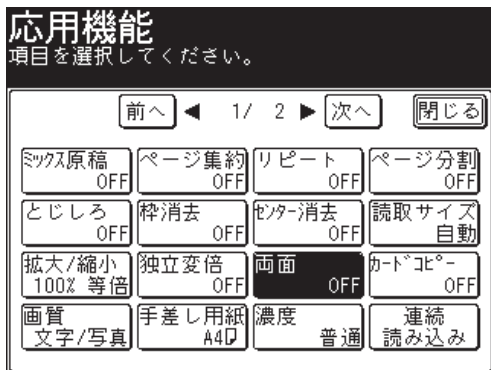 応用機能
項目を選択してください。
前へ ◀ 1/ 2 ▶ 次へ 閉じる
ミックス原稿 ページ集約 リピート ページ分割
OFF OFF OFF OFF
とじしろ 枠消去 センター消去 読取サイズ
OFF OFF OFF 自動
拡大/縮小 独立変倍 両面 カードコピー
100% 等倍 OFF OFF OFF
画質 手差し用紙 濃度 連続
文字/写真 A4 普通 読み込み